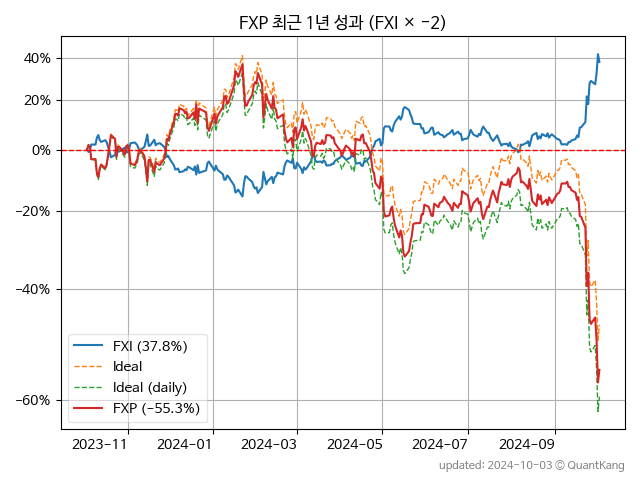 FXP 최근 1년 성과 (FXI × −2)
40%
20%
0%
−20%
−40%
−60%
FXI (37.8%)
Ideal
Ideal (daily)
FXP (−55.3%)
2023-11
2024-01
2024-03
2024-05
2024-07
2024-09
updated: 2024-10-03 © QuantKang